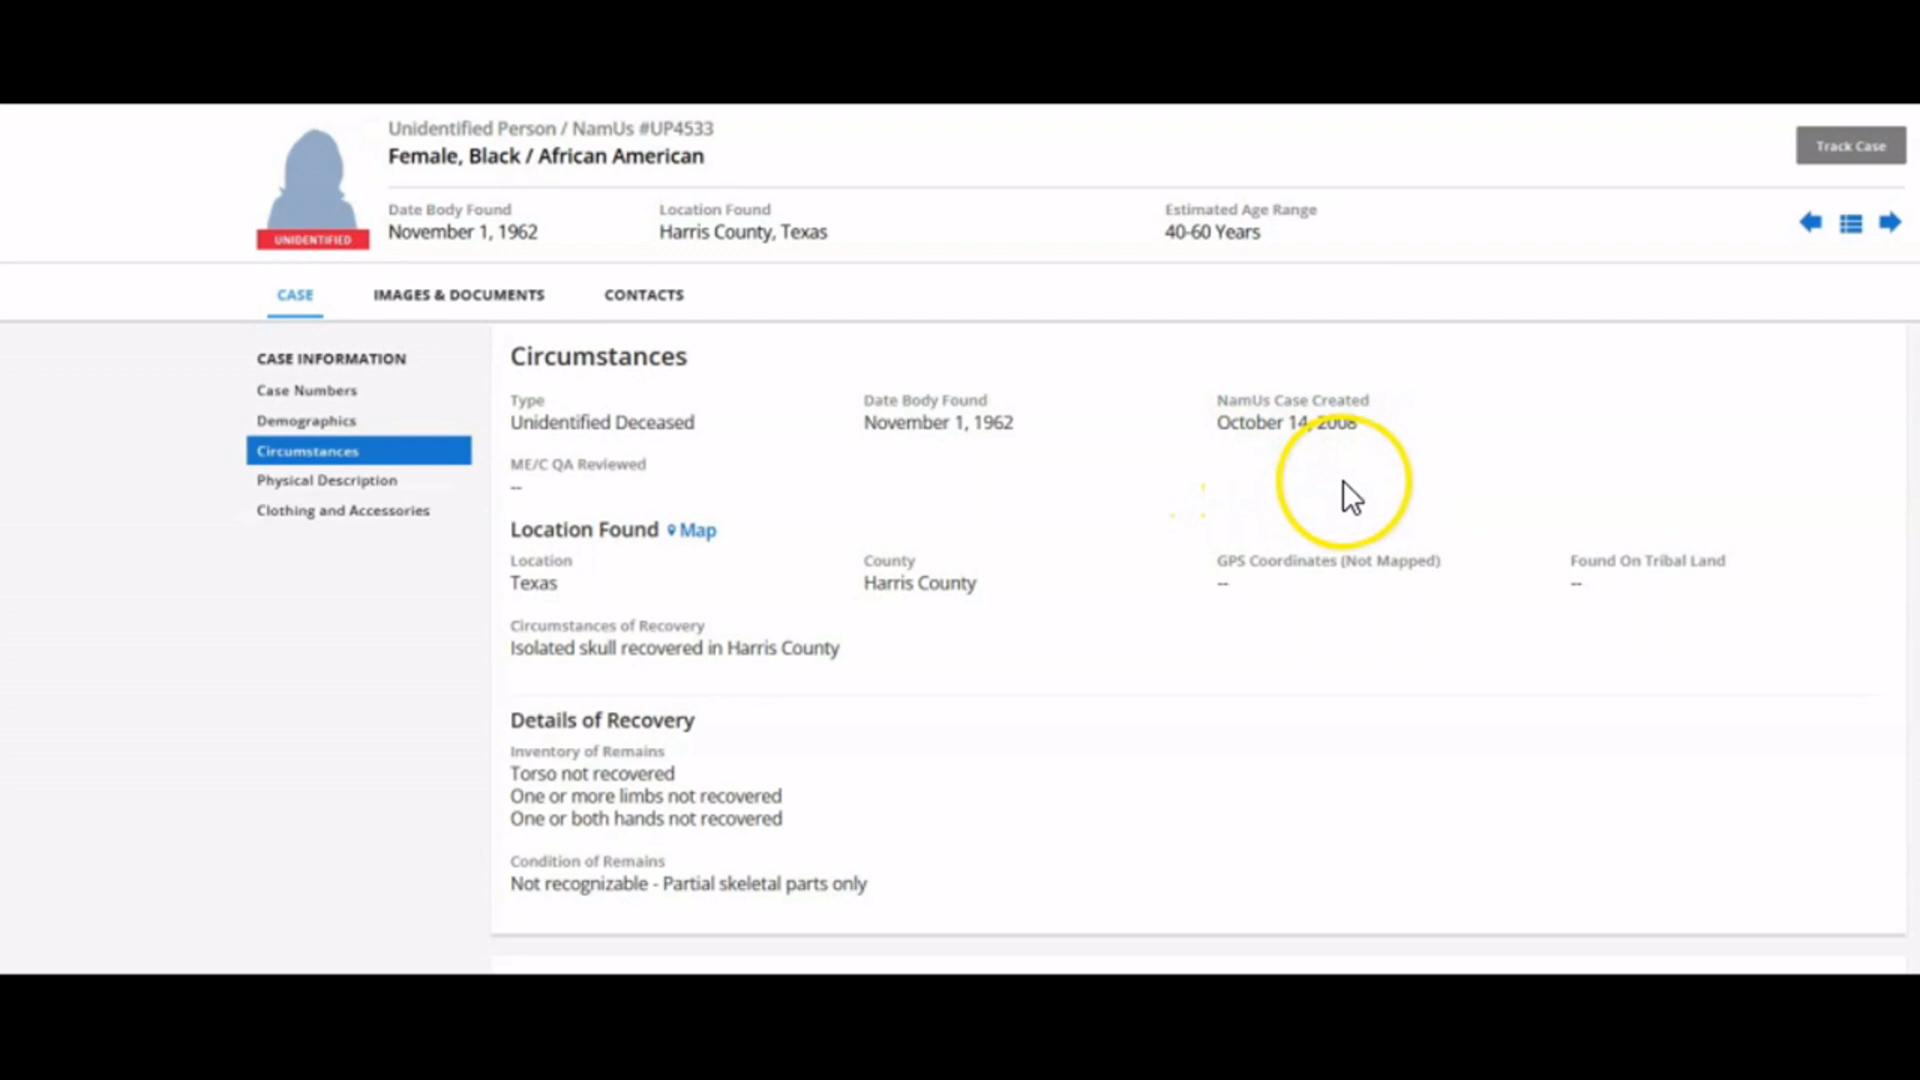 Unidentified Person / NamUs #UP4533
Female, Black / African American
Track Case
UNIDENTIFIED
Date Body Found
November 1, 1962
Location Found
Harris County, Texas
Estimated Age Range
40-60 Years
CASE
IMAGES & DOCUMENTS
CONTACTS
CASE INFORMATION
Case Numbers
Demographics
Circumstances
Physical Description
Clothing and Accessories
Circumstances
Type
Unidentified Deceased
Date Body Found
November 1, 1962
NamUs Case Created
October 14, 2008
ME/C QA Reviewed
--
Location Found Map
Location
Texas
County
Harris County
GPS Coordinates (Not Mapped)
--
Found On Tribal Land
--
Circumstances of Recovery
Isolated skull recovered in Harris County
Details of Recovery
Inventory of Remains
Torso not recovered
One or more limbs not recovered
One or both hands not recovered
Condition of Remains
Not recognizable - Partial skeletal parts only